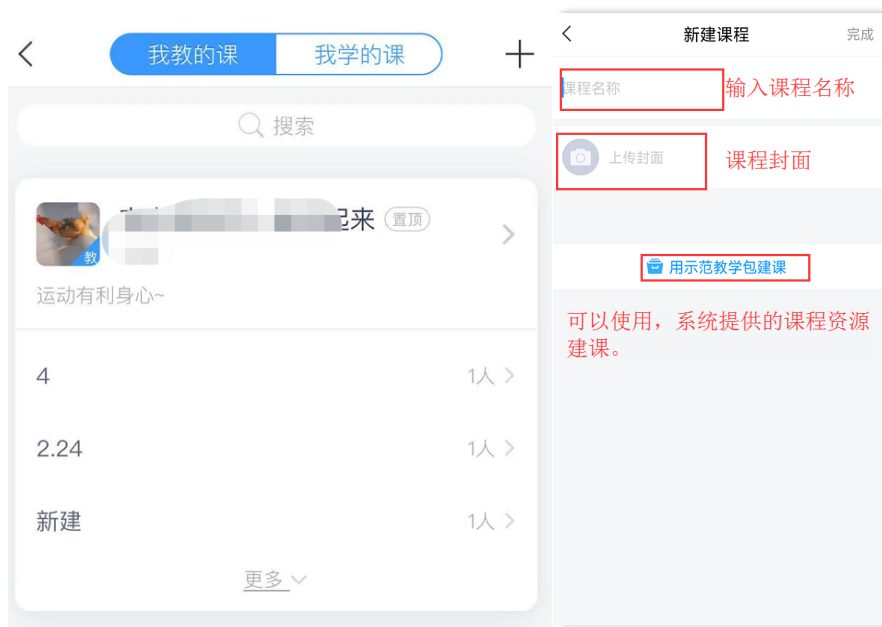 我教的课
我学的课
搜索
起来
置顶
教
运动有利身心~
4
1人
2.24
1人
新建
1人
更多
新建课程
完成
课程名称
输入课程名称
上传封面
课程封面
用示范教学包建课
可以使用，系统提供的课程资源
建课。